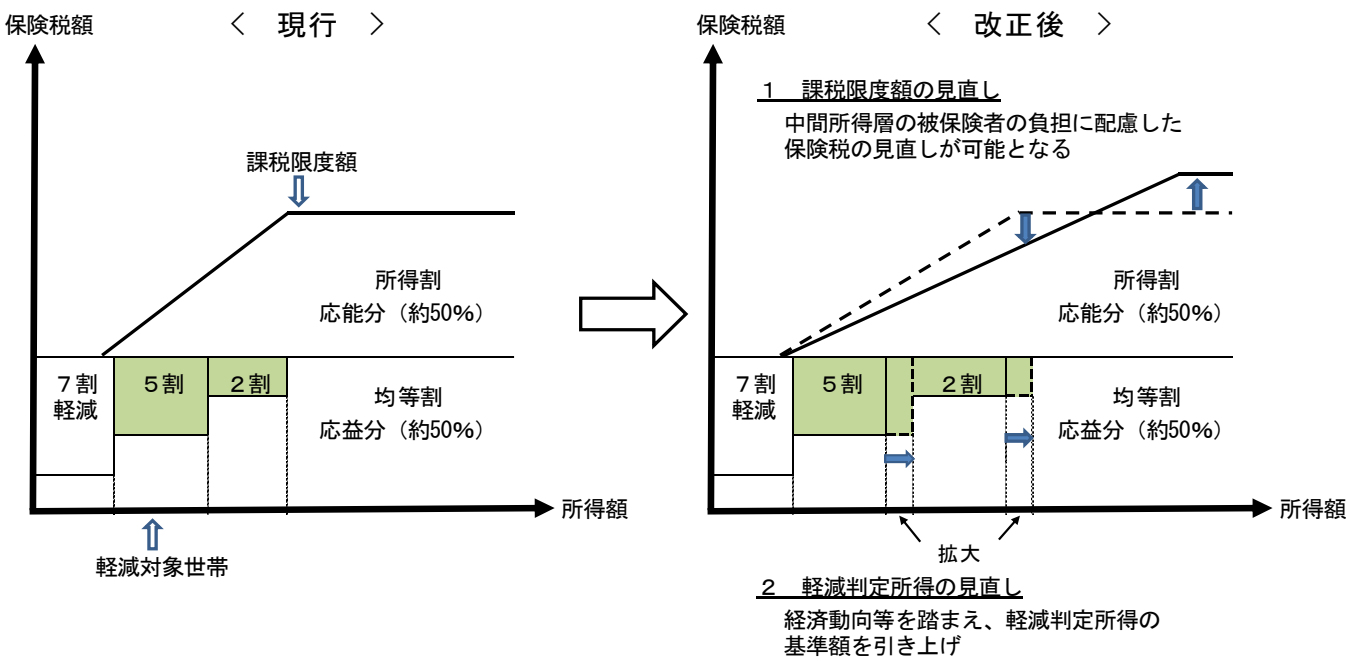 ＜ 現行 ＞
保険税額
課税限度額
所得割
応能分（約50%）
７割
軽減
５割
２割
均等割
応益分（約50%）
所得額
軽減対象世帯
＜ 改正後 ＞
保険税額
１　課税限度額の見直し
中間所得層の被保険者の負担に配慮した
保険税の見直しが可能となる
所得割
応能分（約50%）
７割
軽減
５割
２割
均等割
応益分（約50%）
所得額
拡大
２　軽減判定所得の見直し
経済動向等を踏まえ、軽減判定所得の
基準額を引き上げ